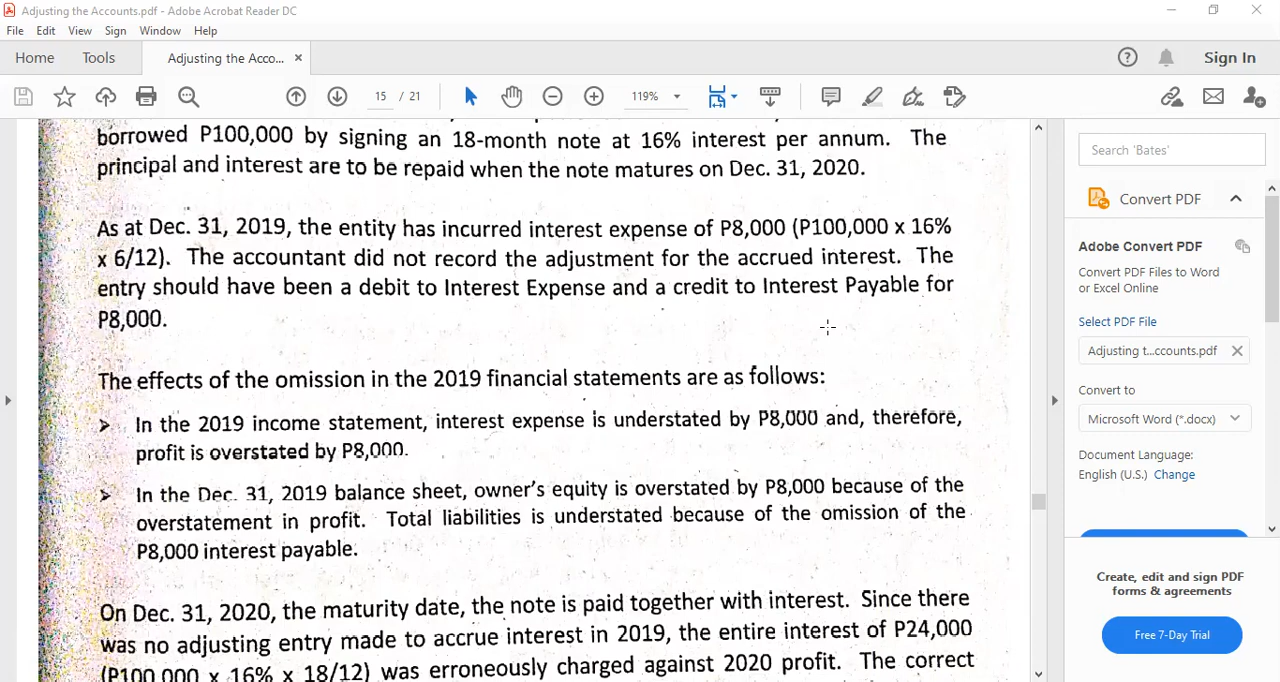 Adjusting the Accounts.pdf - Adobe Acrobat Reader DC
File Edit View Sign Window Help
Home Tools Adjusting the Acco... ×
Sign In
15 / 21 119%
borrowed P100,000 by signing an 18-month note at 16% interest per annum. The
principal and interest are to be repaid when the note matures on Dec. 31, 2020.
As at Dec. 31, 2019, the entity has incurred interest expense of P8,000 (P100,000 x 16%
x 6/12). The accountant did not record the adjustment for the accrued interest. The
entry should have been a debit to Interest Expense and a credit to Interest Payable for
P8,000.
The effects of the omission in the 2019 financial statements are as follows:
➢ In the 2019 income statement, interest expense is understated by P8,000 and, therefore,
profit is overstated by P8,000.
➢ In the Dec. 31, 2019 balance sheet, owner's equity is overstated by P8,000 because of the
overstatement in profit. Total liabilities is understated because of the omission of the
P8,000 interest payable.
On Dec. 31, 2020, the maturity date, the note is paid together with interest. Since there
was no adjusting entry made to accrue interest in 2019, the entire interest of P24,000
(P100,000 x 16% x 18/12) was erroneously charged against 2020 profit. The correct
Search 'Bates'
Convert PDF
Adobe Convert PDF
Convert PDF Files to Word
or Excel Online
Select PDF File
Adjusting t...ccounts.pdf
Convert to
Microsoft Word (*.docx)
Document Language:
English (U.S.) Change
Create, edit and sign PDF
forms & agreements
Free 7-Day Trial